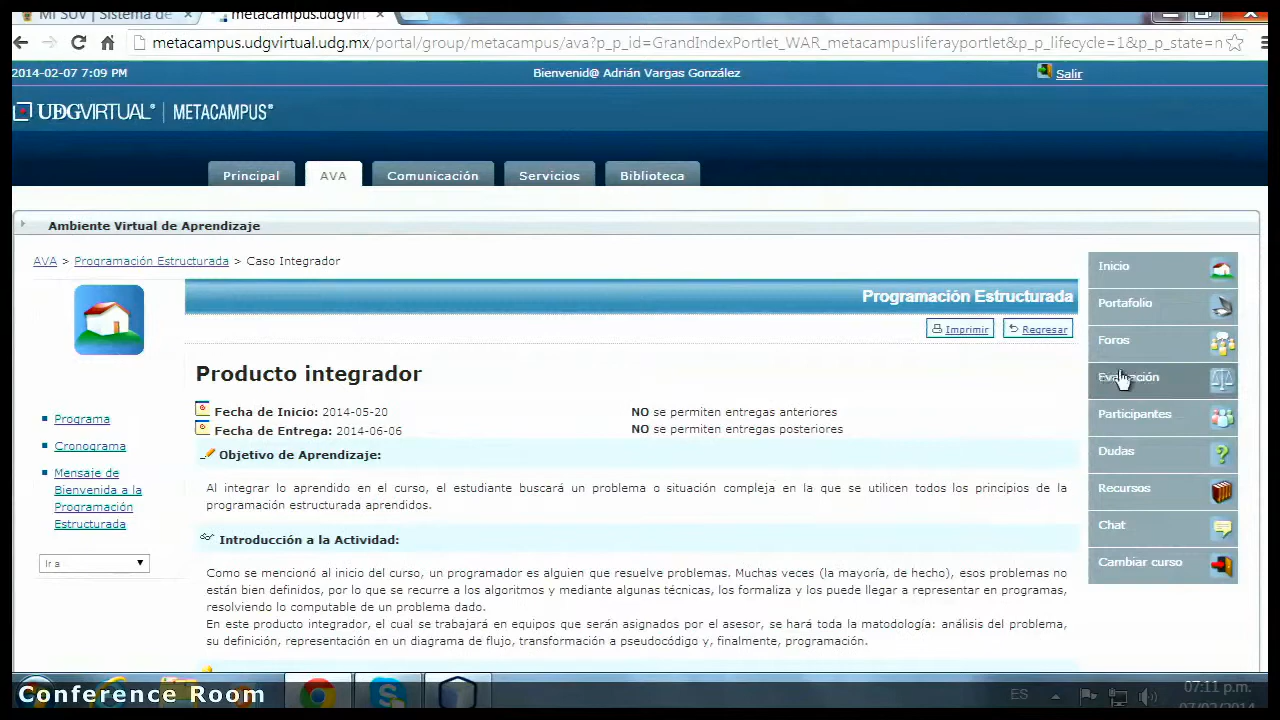 Mi SUV | Sistema de
metacampus.udgvirt
metacampus.udgvirtual.udg.mx/portal/group/metacampus/ava?p_p_id=GrandIndexPortlet_WAR_metacampusliferayportlet&p_p_lifecycle=1&p_p_state=n
2014-02-07 7:09 PM
Bienvenid@ Adrián Vargas González
Salir
UDGVIRTUAL® | METACAMPUS®
Principal
AVA
Comunicación
Servicios
Biblioteca
Ambiente Virtual de Aprendizaje
AVA > Programación Estructurada > Caso Integrador
Programación Estructurada
Imprimir
Regresar
Producto integrador
Fecha de Inicio: 2014-05-20
NO se permiten entregas anteriores
Fecha de Entrega: 2014-06-06
NO se permiten entregas posteriores
Objetivo de Aprendizaje:
Al integrar lo aprendido en el curso, el estudiante buscará un problema o situación compleja en la que se utilicen todos los principios de la
programación estructurada aprendidos.
Introducción a la Actividad:
Como se mencionó al inicio del curso, un programador es alguien que resuelve problemas. Muchas veces (la mayoría, de hecho), esos problemas no
están bien definidos, por lo que se recurre a los algoritmos y mediante algunas técnicas, los formaliza y los puede llegar a representar en programas,
resolviendo lo computable de un problema dado.
En este producto integrador, el cual se trabajará en equipos que serán asignados por el asesor, se hará toda la matodología: análisis del problema,
su definición, representación en un diagrama de flujo, transformación a pseudocógido y, finalmente, programación.
Programa
Cronograma
Mensaje de
Bienvenida a la
Programación
Estructurada
Ir a
Inicio
Portafolio
Foros
Evaluación
Participantes
Dudas
Recursos
Chat
Cambiar curso
Conference Room
ES
07:11 p.m.
07/02/2014